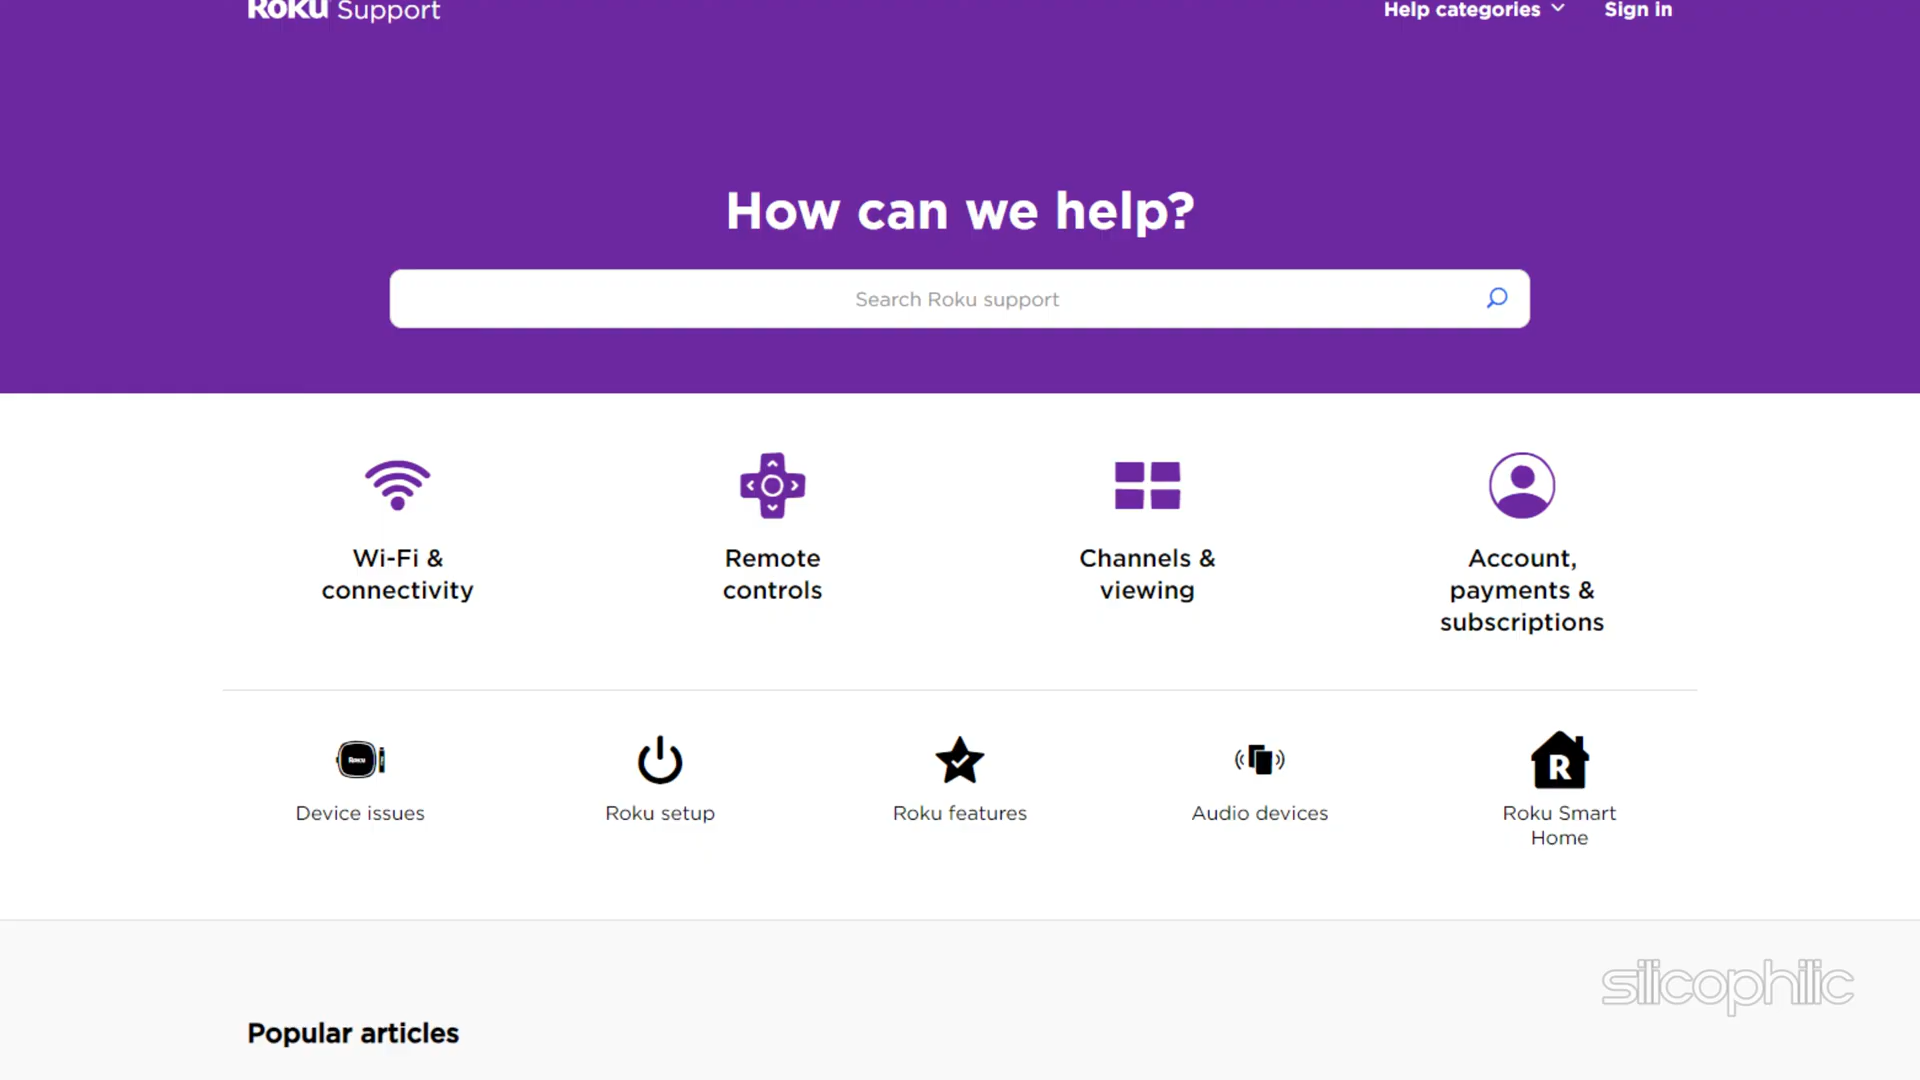 Roku Support
Help categories
Sign in
How can we help?
Search Roku support
Wi-Fi &
connectivity
Remote
controls
Channels &
viewing
Account,
payments &
subscriptions
Roku
Device issues
Roku setup
Roku features
Audio devices
R
Roku Smart
Home
silicophilic
Popular articles